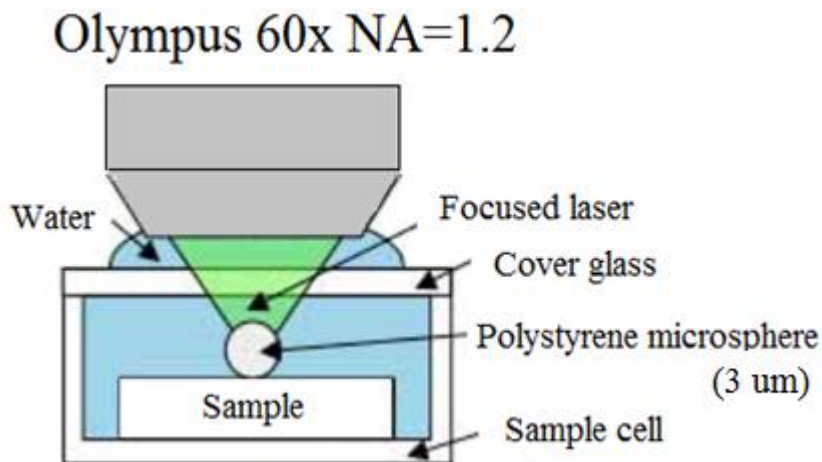 Olympus 60x NA=1.2
Water
Focused laser
Cover glass
Polystyrene microsphere
(3 um)
Sample
Sample cell